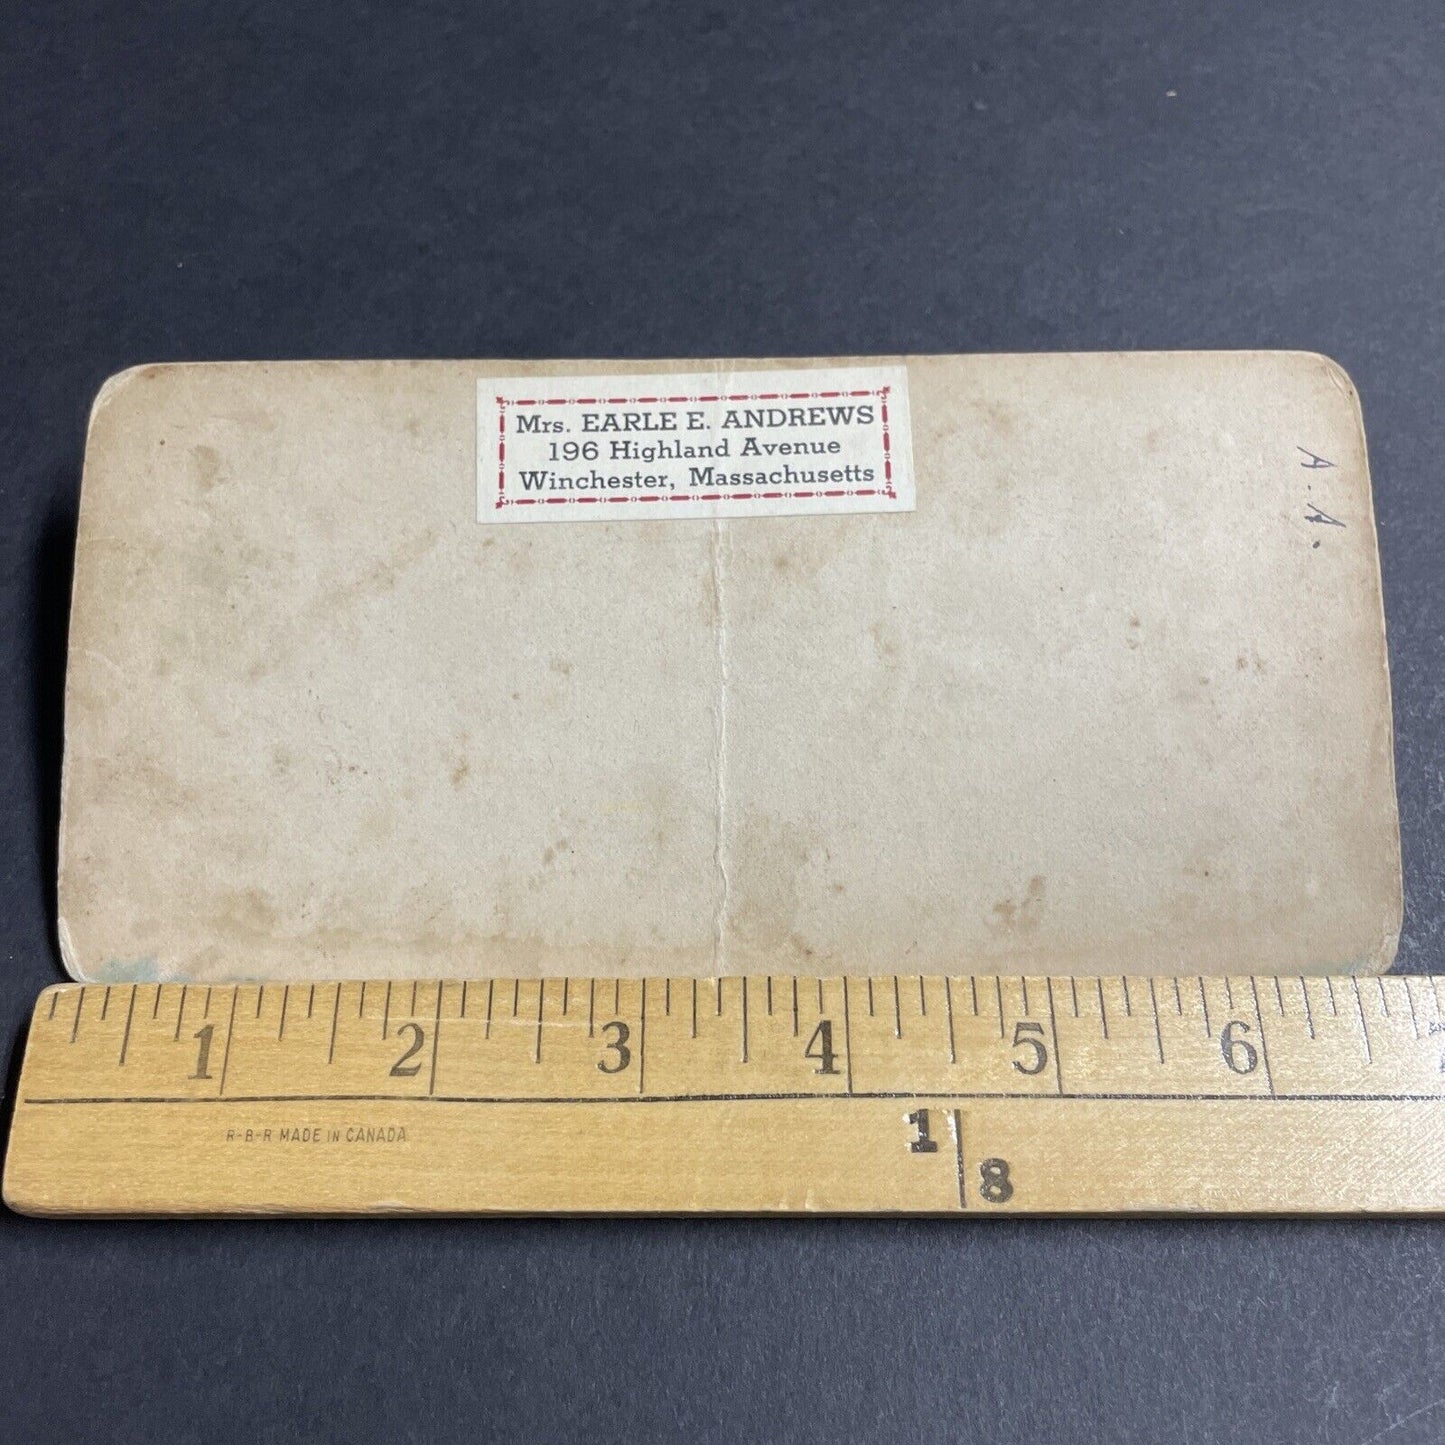 Mrs. EARLE E. ANDREWS
196 Highland Avenue
Winchester, Massachusetts
A. A.
1 2 3 4 5 6
R-B-R MADE IN CANADA
1
8